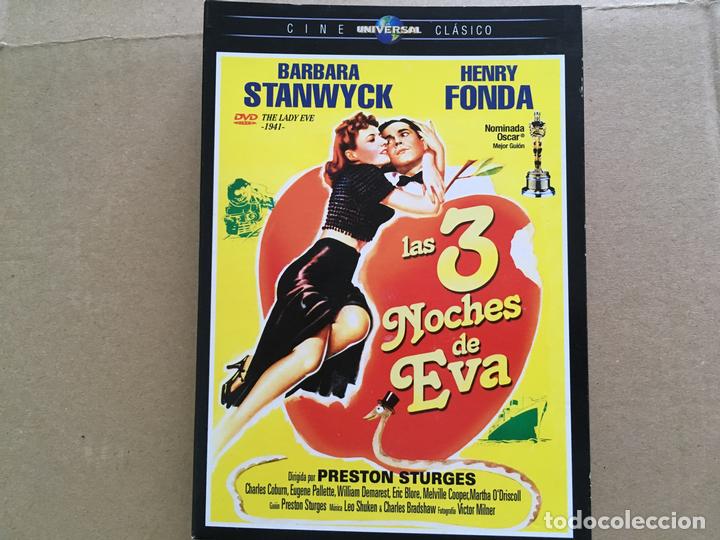 CINE UNIVERSAL CLÁSICO
BARBARA STANWYCK
HENRY FONDA
DVD THE LADY EVE
-1941-
Nominada
Oscar®
Mejor Guión
las
3
Noches
de
Eva
Dirigida por PRESTON STURGES
Charles Coburn, Eugene Pallette, William Demarest, Eric Blore, Melville Cooper, Martha O'Driscoll
Guión Preston Sturges Música Leo Shuken & Charles Bradshaw Fotografía Victor Milner
todocoleccion